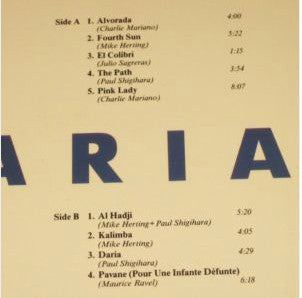 Side A 1. Alvorada 4:00
(Charlie Mariano)
2. Fourth Sun 5:22
(Mike Herting)
3. El Colibri 1:15
(Julio Sagreras)
4. The Path 3:54
(Paul Shigihara)
5. Pink Lady 8:07
(Charlie Mariano)
ARIA
Side B 1. Al Hadji 5:20
(Mike Herting+ Paul Shigihara)
2. Kalimba 4:05
(Mike Herting)
3. Daria 4:29
(Paul Shigihara)
4. Pavane (Pour Une Infante Défunte) 6:18
(Maurice Ravel)